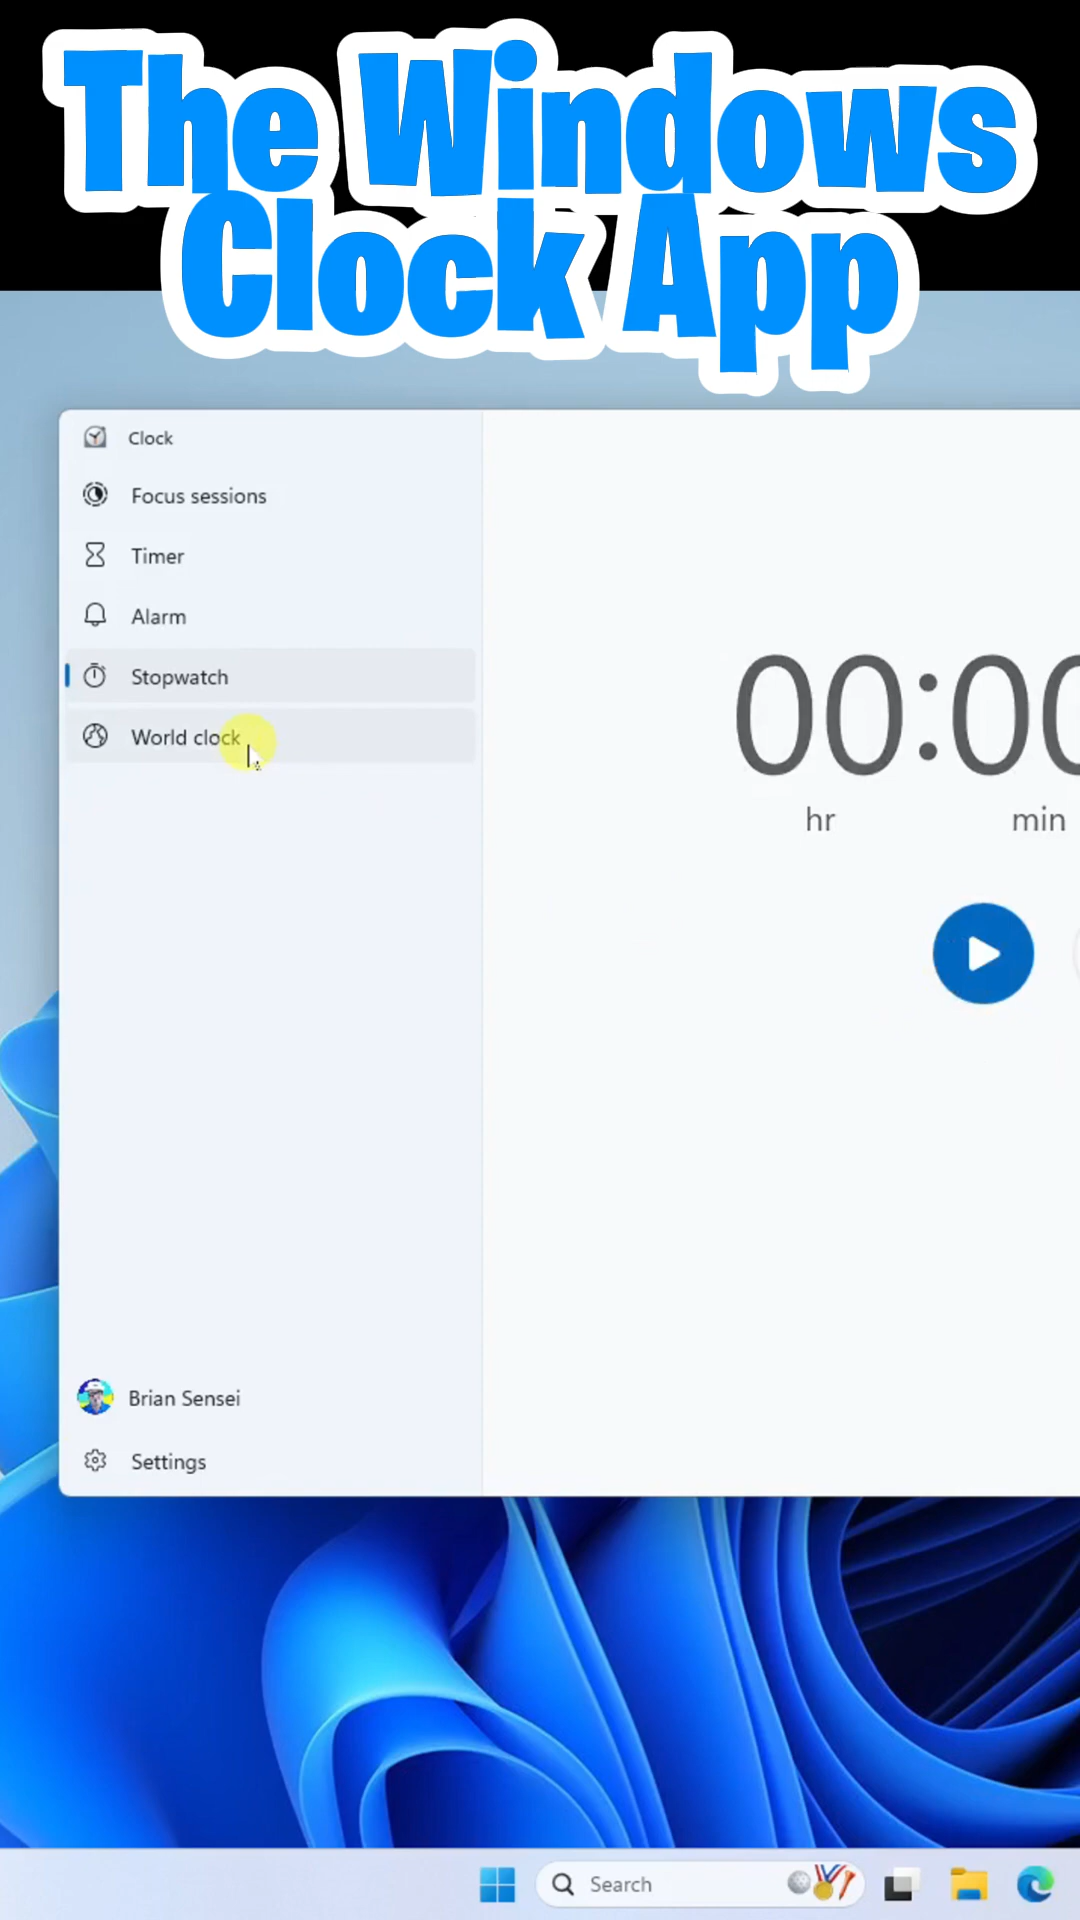 The Windows
Clock App
Clock
Focus sessions
Timer
Alarm
Stopwatch
World clock
00:00
hr
min
Brian Sensei
Settings
Search